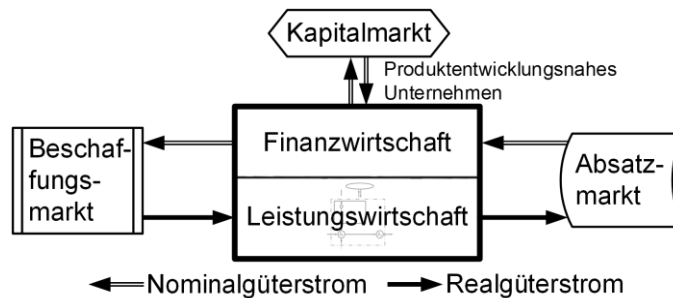 Kapitalmarkt
Produktentwicklungsnahes
Unternehmen
Beschaf-
fungs-
markt
Finanzwirtschaft
Leistungswirtschaft
Absatz-
markt
Nominalgüterstrom
Realgüterstrom